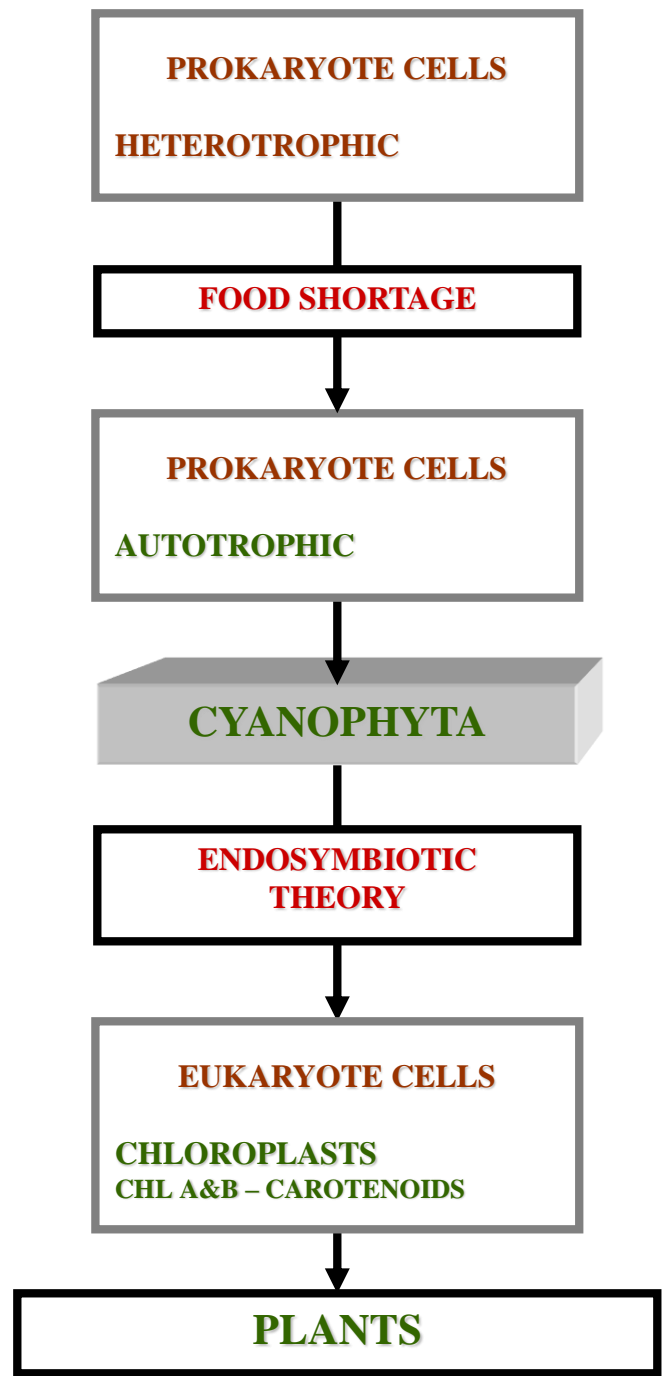 PROKARYOTE CELLS
HETEROTROPHIC
FOOD SHORTAGE
PROKARYOTE CELLS
AUTOTROPHIC
CYANOPHYTA
ENDOSYMBIOTIC
THEORY
EUKARYOTE CELLS
CHLOROPLASTS
CHL A&B – CAROTENOIDS
PLANTS